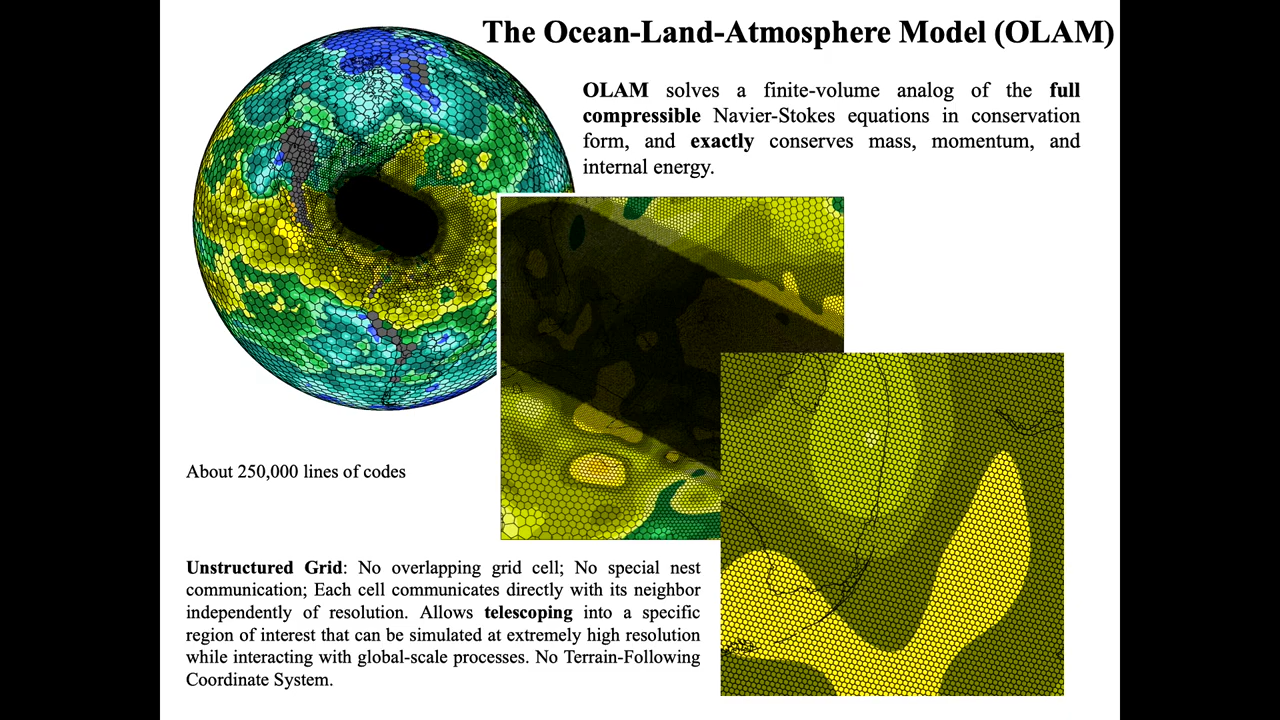 The Ocean-Land-Atmosphere Model (OLAM)
OLAM solves a finite-volume analog of the full
compressible Navier-Stokes equations in conservation
form, and exactly conserves mass, momentum, and
internal energy.
About 250,000 lines of codes
Unstructured Grid: No overlapping grid cell; No special nest
communication; Each cell communicates directly with its neighbor
independently of resolution. Allows telescoping into a specific
region of interest that can be simulated at extremely high resolution
while interacting with global-scale processes. No Terrain-Following
Coordinate System.